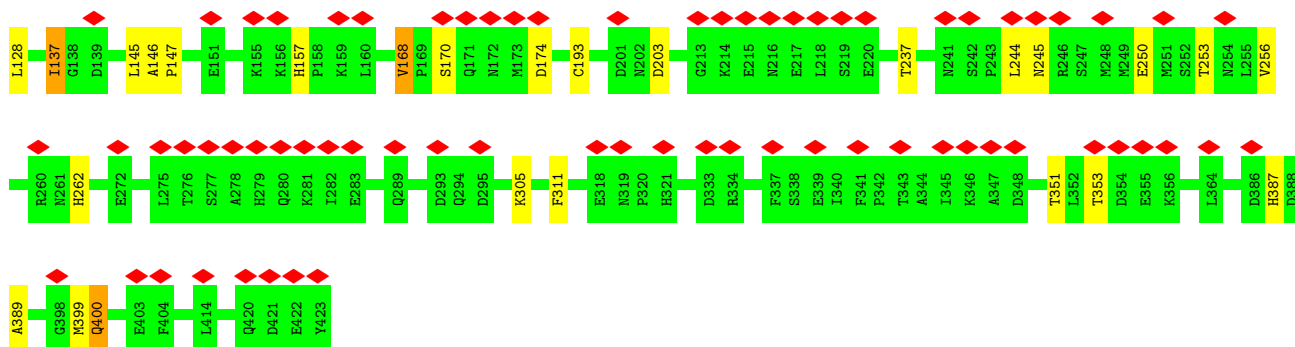 L128 I137 G138 D139 L145 A146 P147 E151 K155 K156 H157 P158 K159 L160 V168 P169 S170 Q171 N172 M173 D174 C193 D201 N202 D203 G213 K214 E215 N216 E217 L218 S219 E220 T237 N241 S242 P243 L244 N245 R246 S247 M248 M249 E250 M251 S252 T253 N254 L255 V256
R260 N261 H262 E272 L275 T276 S277 A278 H279 Q280 K281 I282 E283 Q289 D293 Q294 D295 K305 F311 E318 N319 P320 H321 D333 R334 F337 S338 E339 I340 F341 P342 T343 A344 I345 K346 A347 D348 T351 L352 T353 D354 E355 K356 L364 D386 H387 D388
A389 G398 M399 Q400 E403 F404 L414 Q420 D421 E422 Y423